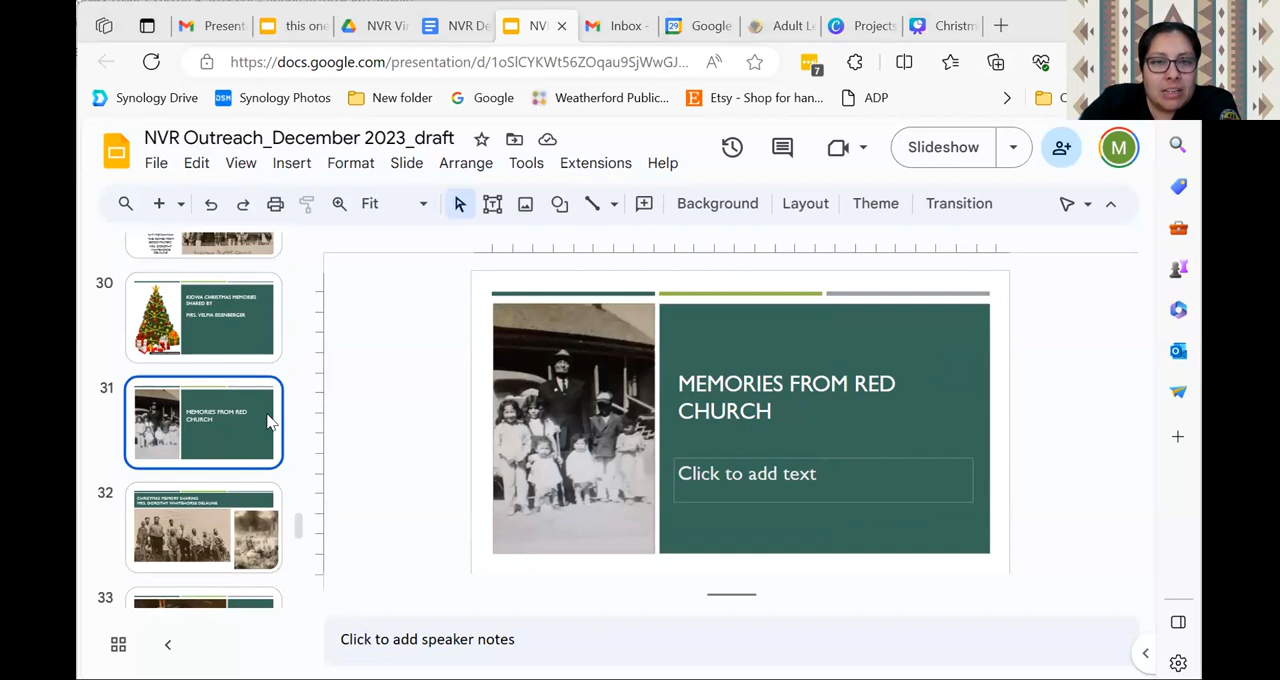 Present
this one
NVR Vir
NVR De
NVI
Inbox -
Google
Adult Le
Projects
Christm
https://docs.google.com/presentation/d/1oSlCYKWt56ZOqau9SjWwGJ...
7
Synology Drive
DSM
Synology Photos
New folder
Google
Weatherford Public...
Etsy - Shop for han...
ADP
NVR Outreach_December 2023_draft
File
Edit
View
Insert
Format
Slide
Arrange
Tools
Extensions
Help
Slideshow
M
Fit
Background
Layout
Theme
Transition
30
KIOWA CHRISTMAS MEMORIES
SHARED BY
MRS. VELMA EISENBERGER
31
MEMORIES FROM RED
CHURCH
32
CHRISTMAS MEMORY SHARING
MRS. DOROTHY WHITEHORSE DELAUNE
33
MEMORIES FROM RED
CHURCH
Click to add text
Click to add speaker notes